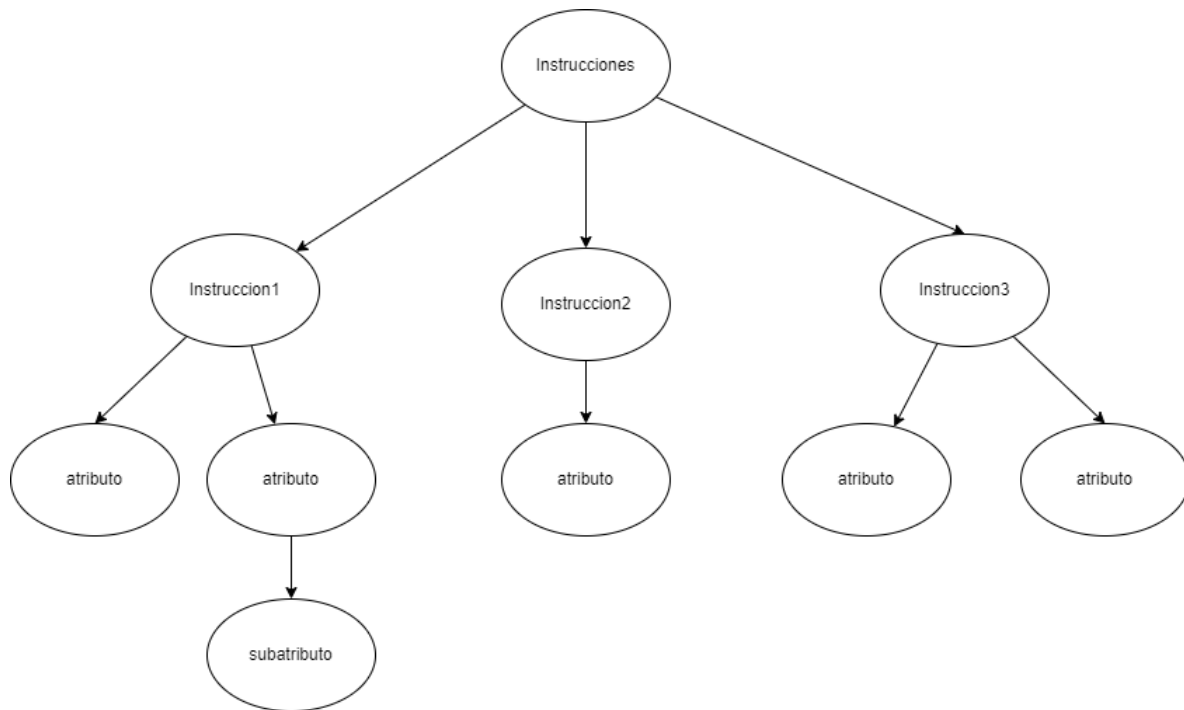 Instrucciones
Instruccion1
Instruccion2
Instruccion3
atributo
atributo
atributo
atributo
atributo
subatributo